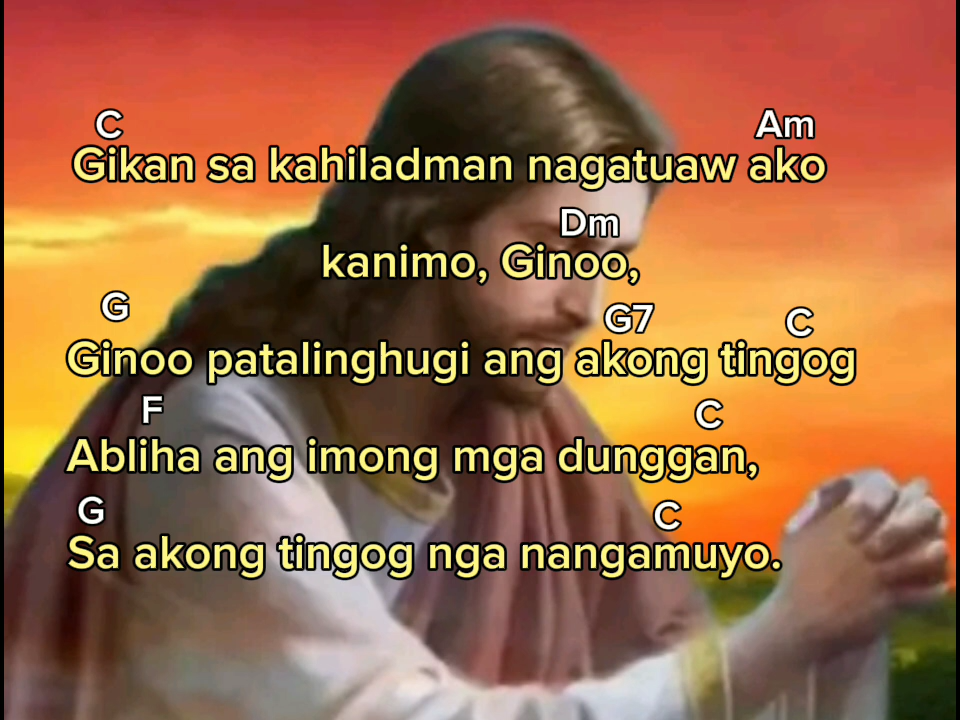 C Am
Gikan sa kahiladman nagatuaw ako
Dm
kanimo, Ginoo,
G G7 C
Ginoo patalinghugi ang akong tingog
F C
Abliha ang imong mga dunggan,
G C
Sa akong tingog nga nangamuyo.